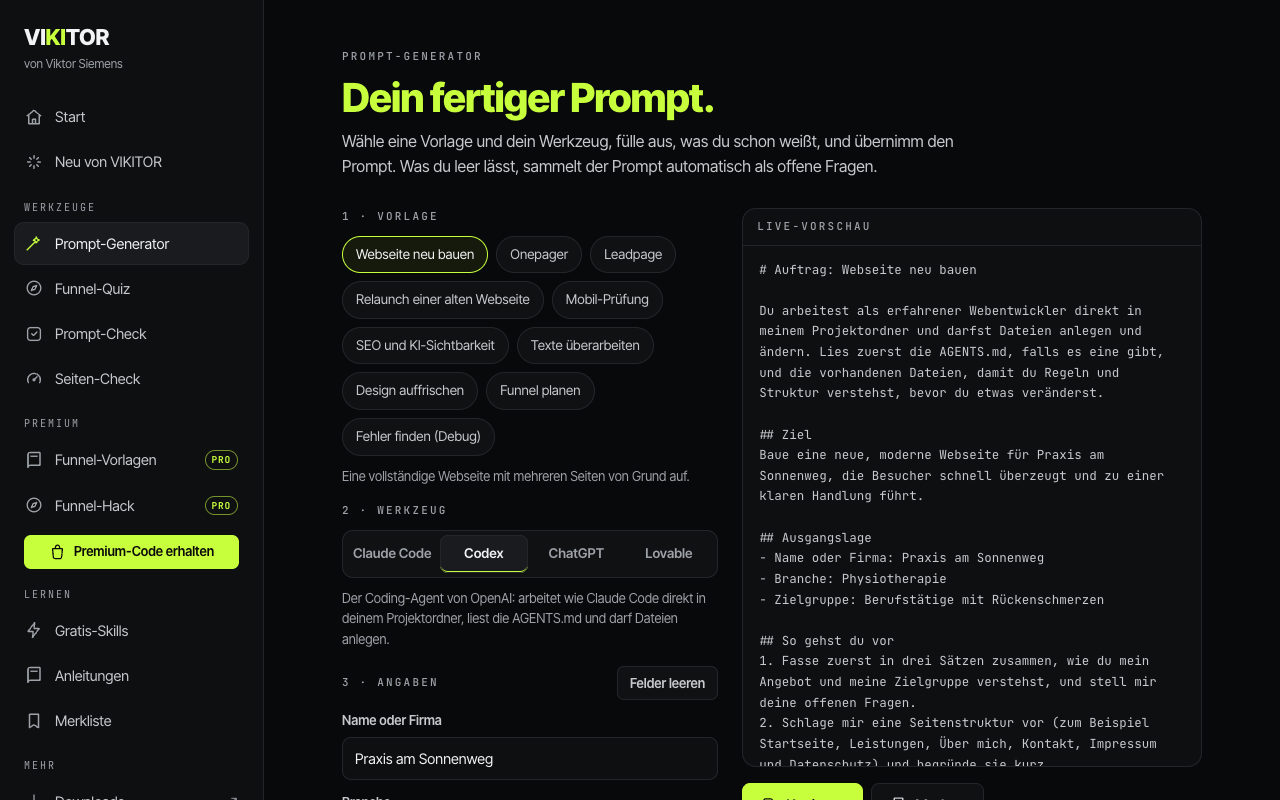 VIKITOR
von Viktor Siemens
Start
Neu von VIKITOR
WERKZEUGE
Prompt-Generator
Funnel-Quiz
Prompt-Check
Seiten-Check
PREMIUM
Funnel-Vorlagen PRO
Funnel-Hack PRO
Premium-Code erhalten
LERNEN
Gratis-Skills
Anleitungen
Merkliste
MEHR
PROMPT-GENERATOR
Dein fertiger Prompt.
Wähle eine Vorlage und dein Werkzeug, fülle aus, was du schon weißt, und übernimm den
Prompt. Was du leer lässt, sammelt der Prompt automatisch als offene Fragen.
1 · VORLAGE
Webseite neu bauen Onepager Leadpage
Relaunch einer alten Webseite Mobil-Prüfung
SEO und KI-Sichtbarkeit Texte überarbeiten
Design auffrischen Funnel planen
Fehler finden (Debug)
Eine vollständige Webseite mit mehreren Seiten von Grund auf.
2 · WERKZEUG
Claude Code Codex ChatGPT Lovable
Der Coding-Agent von OpenAI: arbeitet wie Claude Code direkt in
deinem Projektordner, liest die AGENTS.md und darf Dateien
anlegen.
3 · ANGABEN Felder leeren
Name oder Firma
Praxis am Sonnenweg
LIVE-VORSCHAU
# Auftrag: Webseite neu bauen
Du arbeitest als erfahrener Webentwickler direkt in
meinem Projektordner und darfst Dateien anlegen und
ändern. Lies zuerst die AGENTS.md, falls es eine gibt,
und die vorhandenen Dateien, damit du Regeln und
Struktur verstehst, bevor du etwas veränderst.
## Ziel
Baue eine neue, moderne Webseite für Praxis am
Sonnenweg, die Besucher schnell überzeugt und zu einer
klaren Handlung führt.
## Ausgangslage
- Name oder Firma: Praxis am Sonnenweg
- Branche: Physiotherapie
- Zielgruppe: Berufstätige mit Rückenschmerzen
## So gehst du vor
1. Fasse zuerst in drei Sätzen zusammen, wie du mein
Angebot und meine Zielgruppe verstehst, und stell mir
deine offenen Fragen.
2. Schlage mir eine Seitenstruktur vor (zum Beispiel
Startseite, Leistungen, Über mich, Kontakt, Impressum
und Datenschutz) und begründe sie kurz.